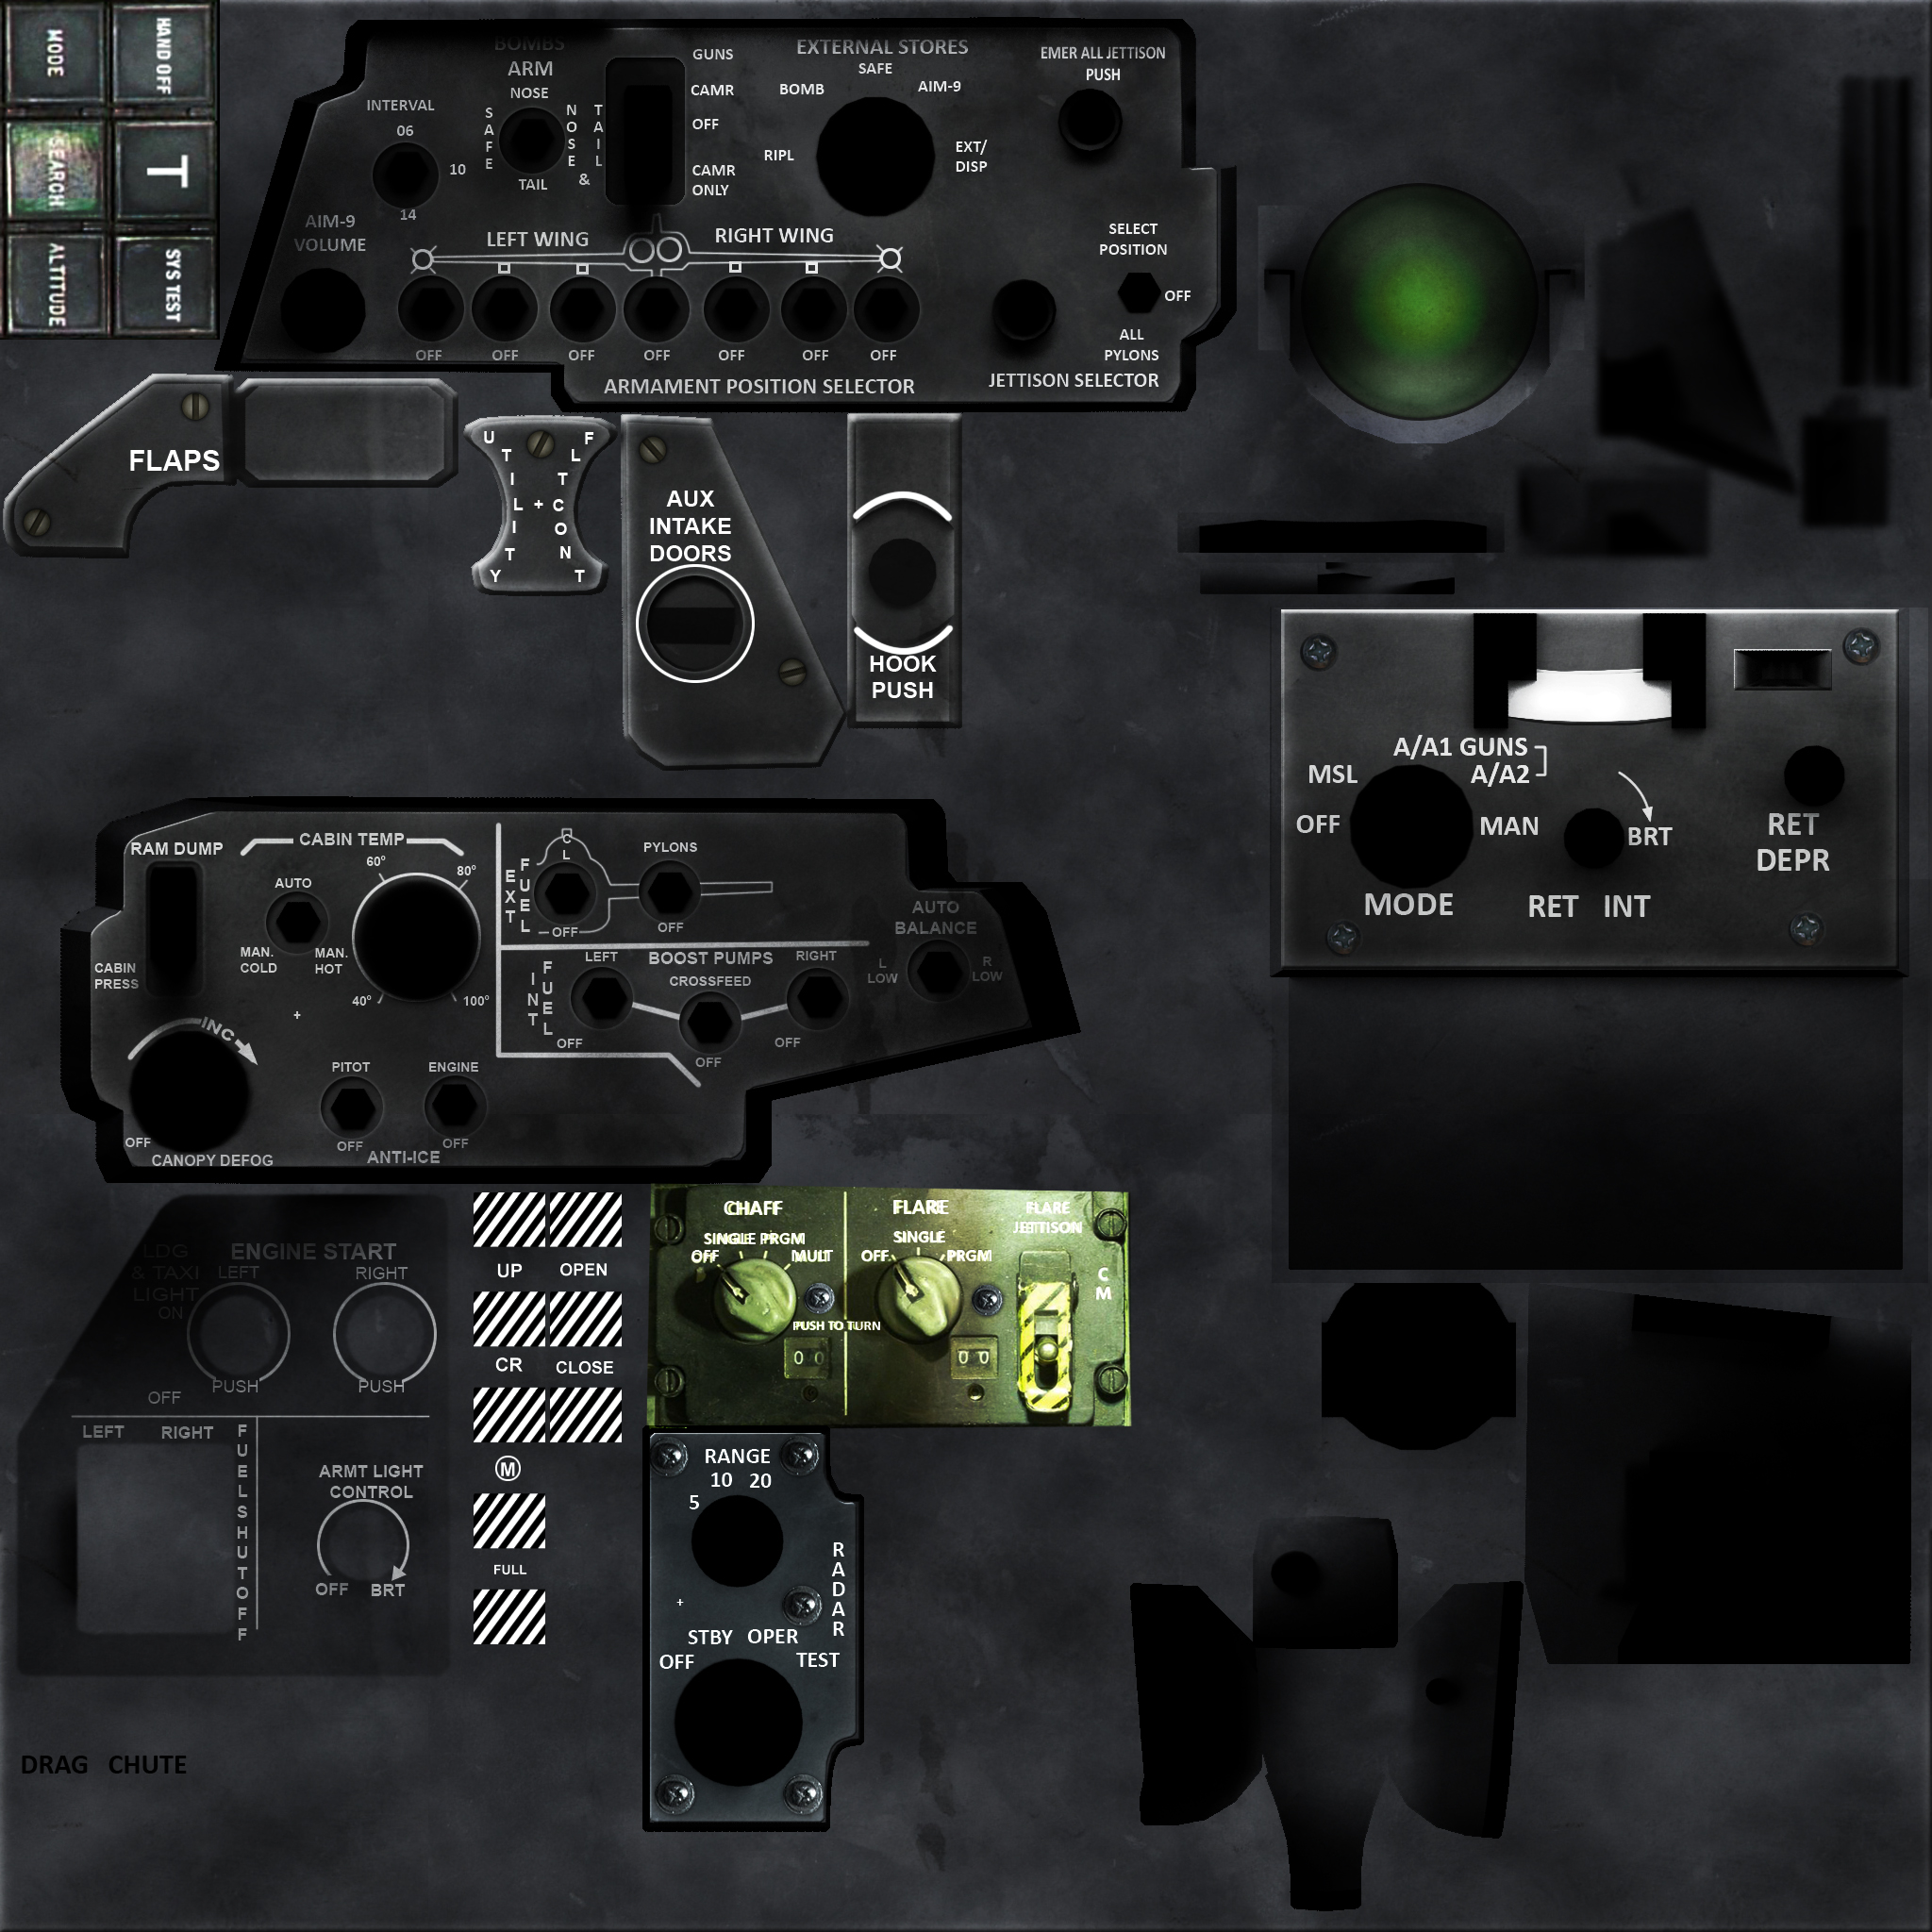 MODE
HAND OFF
SEARCH
T
ALTITUDE
SYS TEST
BOMBS
ARM
NOSE
SAFE
NOSE & TAIL
TAIL
INTERVAL
06
10
14
AIM-9
VOLUME
GUNS
CAMR
OFF
CAMR
ONLY
EXTERNAL STORES
SAFE
BOMB
AIM-9
RIPL
EXT/
DISP
EMER ALL JETTISON
PUSH
LEFT WING
RIGHT WING
SELECT
POSITION
OFF
ALL
PYLONS
OFF OFF OFF OFF OFF OFF OFF
ARMAMENT POSITION SELECTOR
JETTISON SELECTOR
FLAPS
UTILITY
+
FLT CONT
AUX
INTAKE
DOORS
HOOK
PUSH
A/A1 GUNS
MSL
A/A2
OFF
MAN
BRT
MODE
RET INT
RET
DEPR
RAM DUMP
CABIN TEMP
60°
80°
AUTO
MAN.
COLD
MAN.
HOT
40°
100°
CABIN
PRESS
+
INC
OFF
CANOPY DEFOG
PITOT
ENGINE
OFF
OFF
ANTI-ICE
EXT FUEL
C
L
PYLONS
OFF
OFF
INT FUEL
LEFT
BOOST PUMPS
RIGHT
CROSSFEED
OFF
OFF
OFF
AUTO
BALANCE
L
LOW
R
LOW
LDG
& TAXI
LIGHT
ON
OFF
ENGINE START
LEFT
RIGHT
PUSH
PUSH
LEFT
RIGHT
FUEL SHUTOFF
ARMT LIGHT
CONTROL
OFF
BRT
UP
OPEN
CR
CLOSE
M
FULL
CHAFF
SINGLE PRGM
OFF
MULT
FLARE
SINGLE
OFF
PRGM
FLARE
JETTISON
CM
PUSH TO TURN
0 0
0 0
RANGE
10 20
5
RADAR
+
STBY OPER
OFF
TEST
DRAG CHUTE